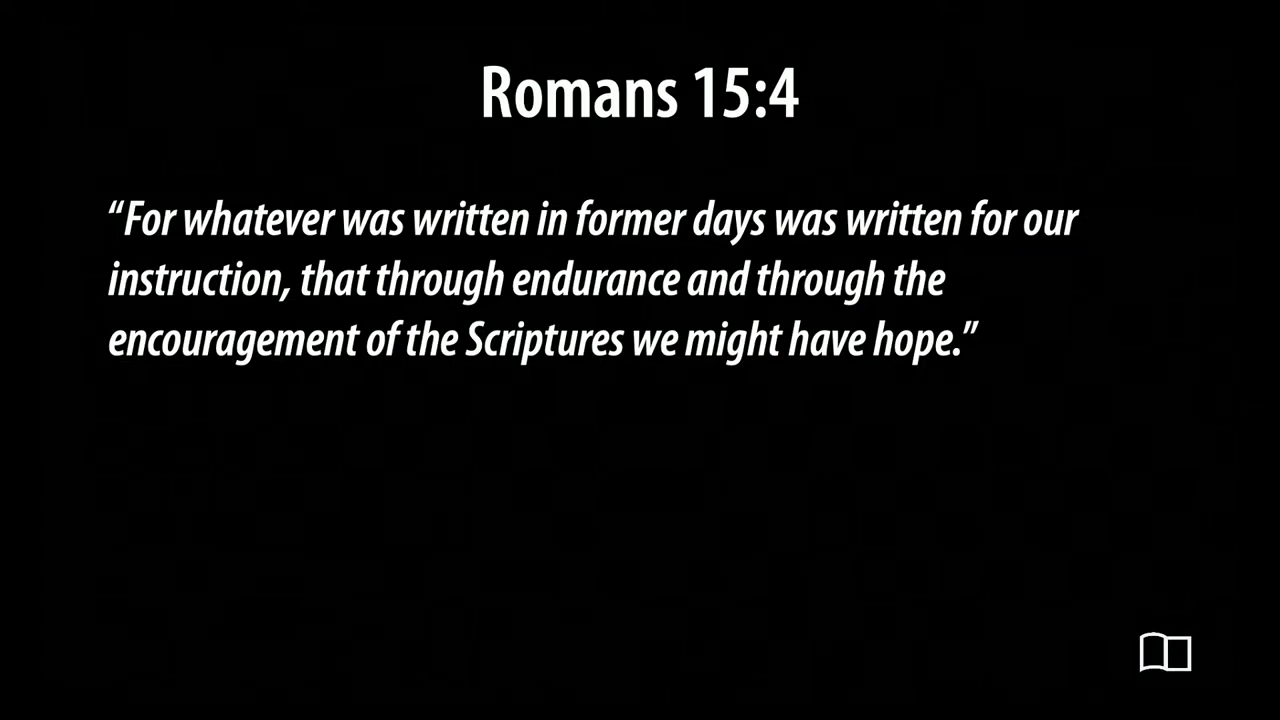 Romans 15:4
“For whatever was written in former days was written for our
instruction, that through endurance and through the
encouragement of the Scriptures we might have hope.”